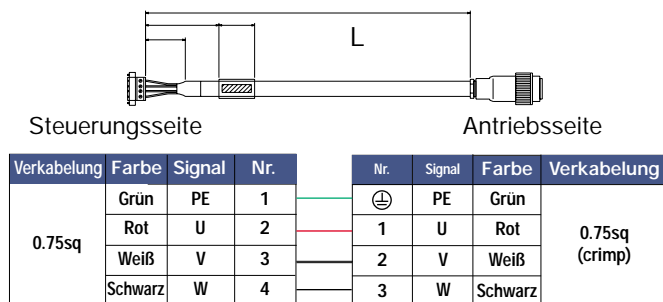 L
Steuerungsseite Antriebsseite
Verkabelung Farbe Signal Nr. Nr. Signal Farbe Verkabelung
Grün PE 1 PE Grün
Rot U 2 1 U Rot
0.75sq 0.75sq
(crimp)
Weiß V 3 2 V Weiß
Schwarz W 4 3 W Schwarz